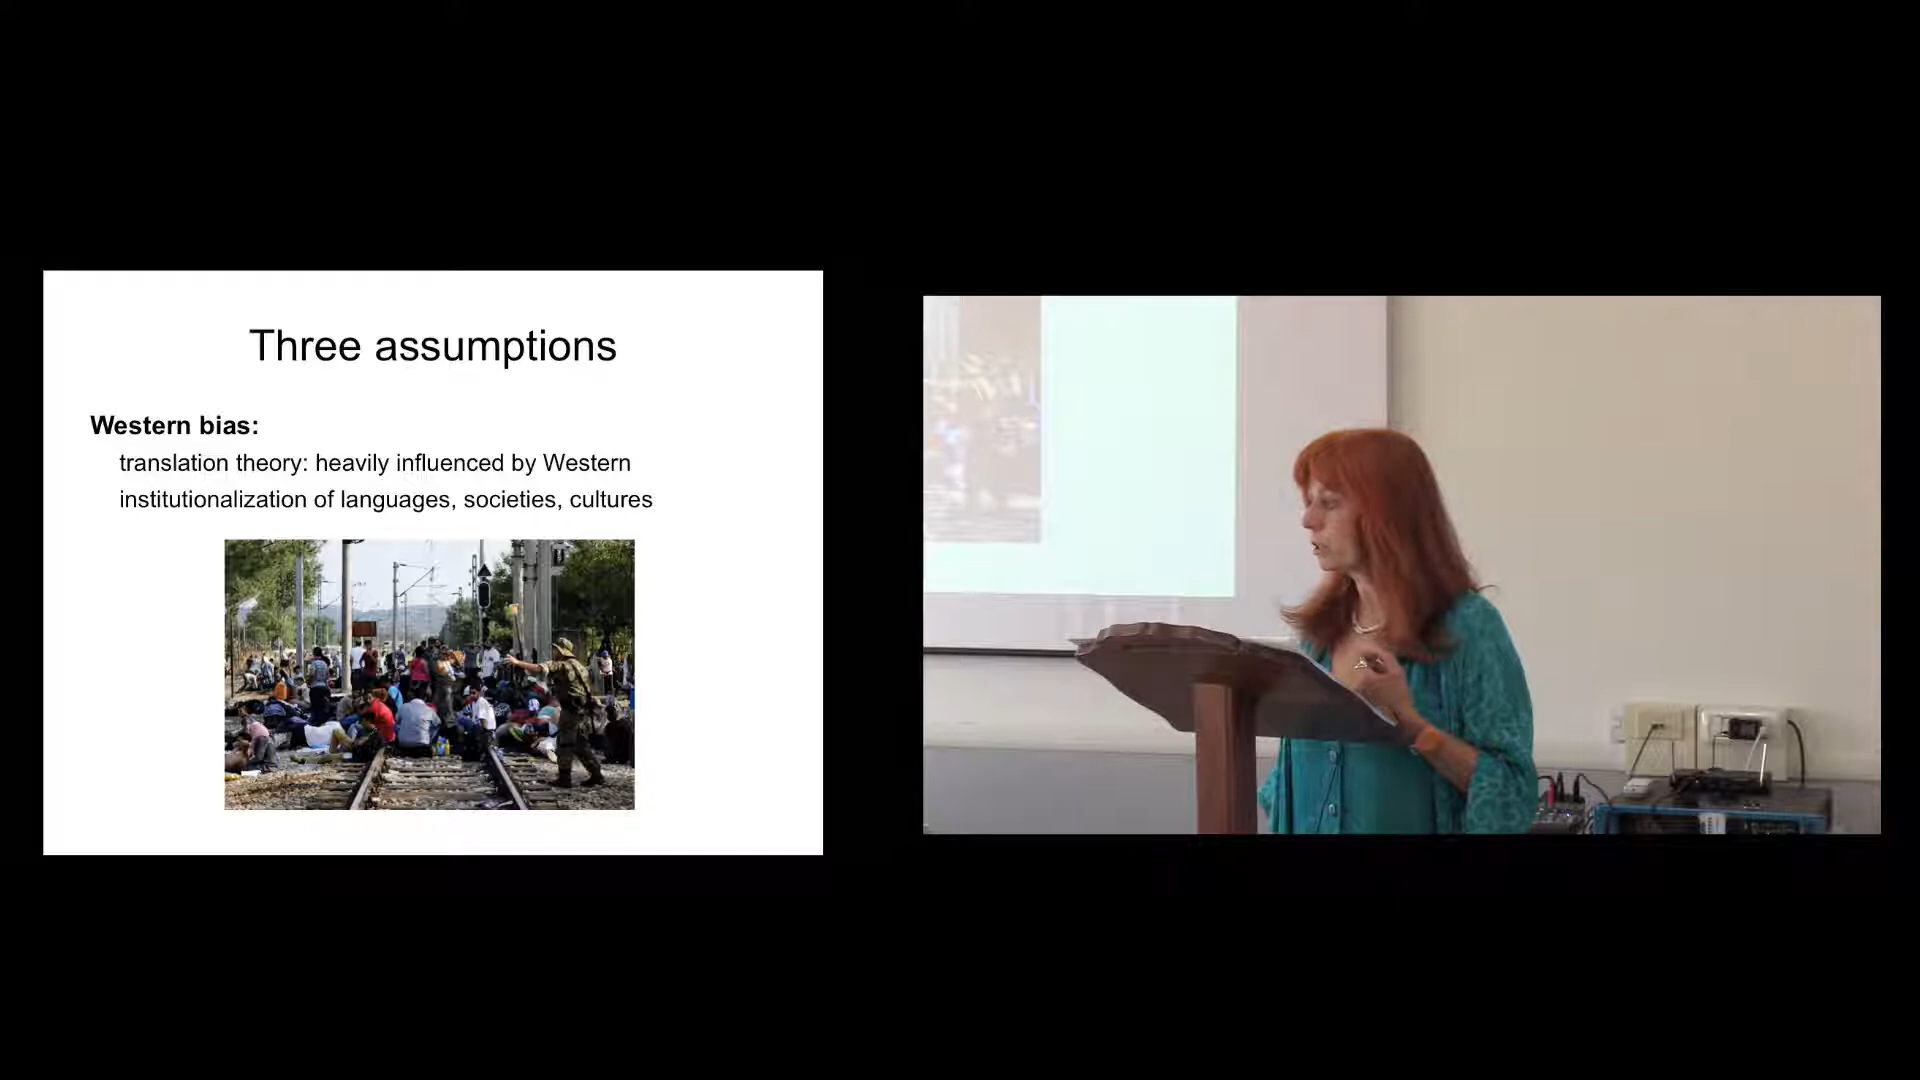 Three assumptions
Western bias:
translation theory: heavily influenced by Western
institutionalization of languages, societies, cultures